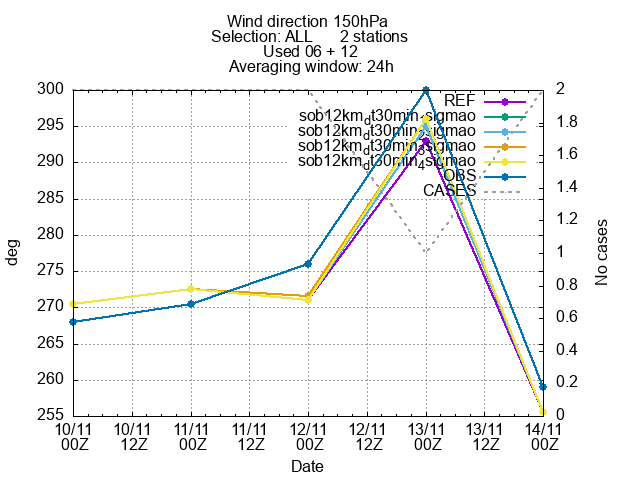 Wind direction 150hPa
Selection: ALL 2 stations
Used 06 + 12
Averaging window: 24h
300
295
290
285
280
275
270
265
260
255
deg
2
1.8
1.6
1.4
1.2
1
0.8
0.6
0.4
0.2
0
No cases
REF
sob12km_dt30min_1sigmao
sob12km_dt30min_2sigmao
sob12km_dt30min_3sigmao
sob12km_dt30min_4sigmao
OBS
CASES
10/11 10/11 11/11 11/11 12/11 12/11 13/11 13/11 14/11
00Z 12Z 00Z 12Z 00Z 12Z 00Z 12Z 00Z
Date